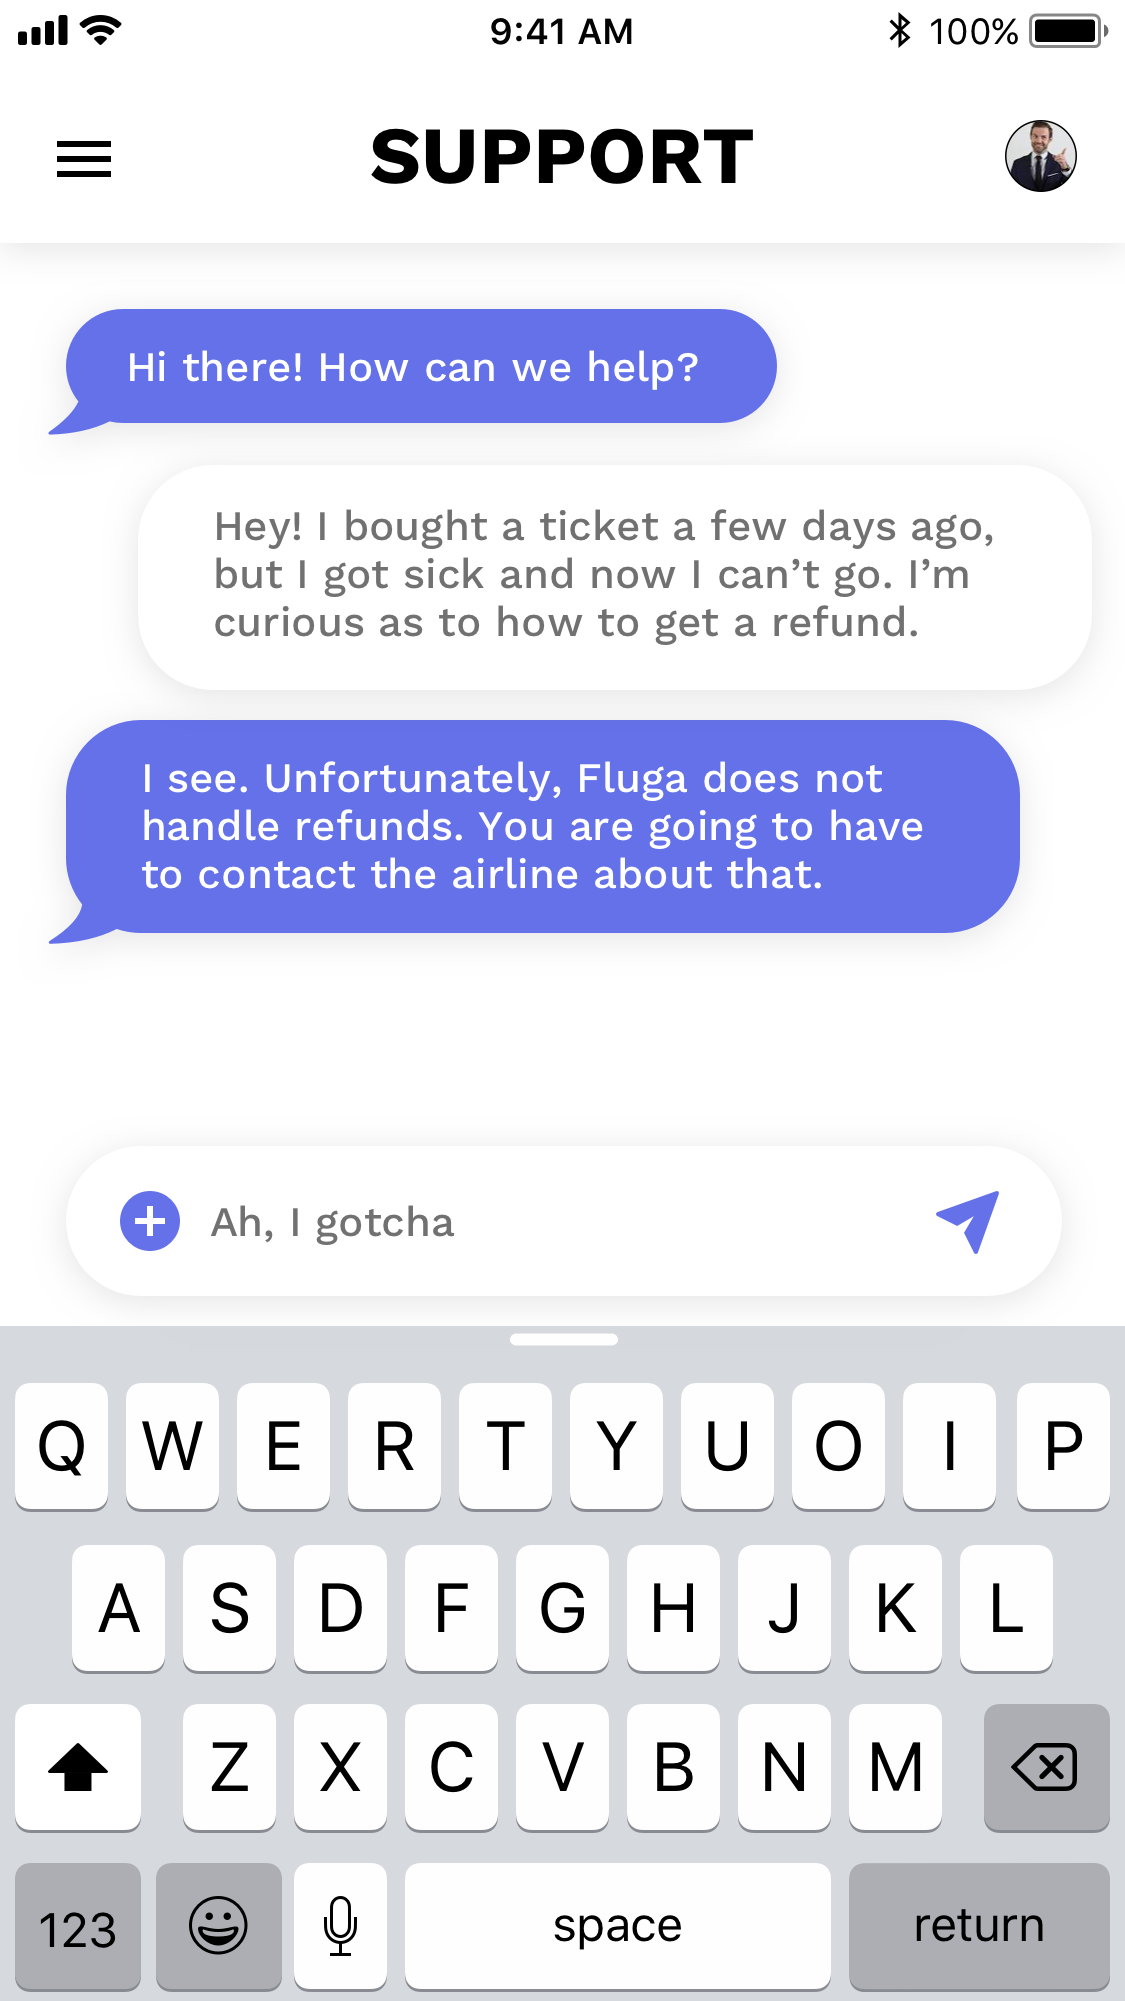 9:41 AM
100%
SUPPORT
Hi there! How can we help?
Hey! I bought a ticket a few days ago,
but I got sick and now I can’t go. I’m
curious as to how to get a refund.
I see. Unfortunately, Fluga does not
handle refunds. You are going to have
to contact the airline about that.
Ah, I gotcha
Q W E R T Y U O I P
A S D F G H J K L
Z X C V B N M
123 space return